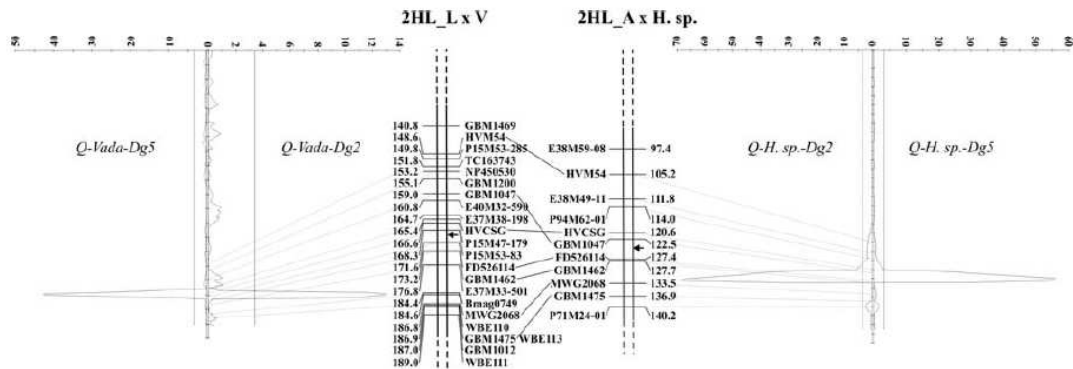 2HL_L x V
2HL_A x H. sp.
50 40 30 20 10 0 2 4 6 8 10 12 14
70 60 50 40 30 20 10 0 10 20 30 40 50 60
Q-Vada-Dg5
Q-Vada-Dg2
Q-H. sp.-Dg2
Q-H. sp.-Dg5
140.8 GBM1469
148.6 HVM54
149.8 P15M53-285
151.8 TC163743
153.2 NP450530
155.1 GBM1200
159.0 GBM1047
160.8 E40M32-590
164.7 E37M38-198
165.4 HVCSG
166.6 P15M47-179
168.3 P15M53-83
171.6 FD526114
173.2 GBM1462
176.8 E37M33-501
184.4 Bmag0749
184.6 MWG2068
186.8 WBE110
186.9 GBM1475 WBE113
187.0 GBM1012
189.0 WBE111
E38M59-08 97.4
HVM54 105.2
E38M49-11 111.8
P94M62-01 114.0
HVCSG 120.6
GBM1047 122.5
FD526114 127.4
GBM1462 127.7
MWG2068 133.5
GBM1475 136.9
P71M24-01 140.2